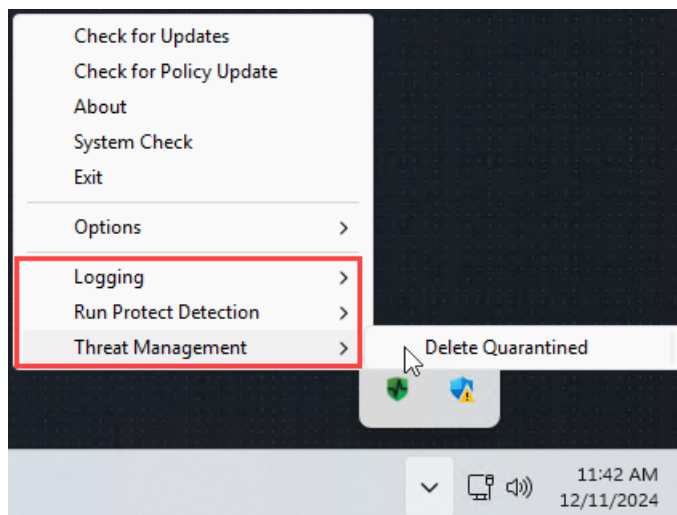 Check for Updates
Check for Policy Update
About
System Check
Exit
Options
Logging
Run Protect Detection
Threat Management
Delete Quarantined
11:42 AM
12/11/2024